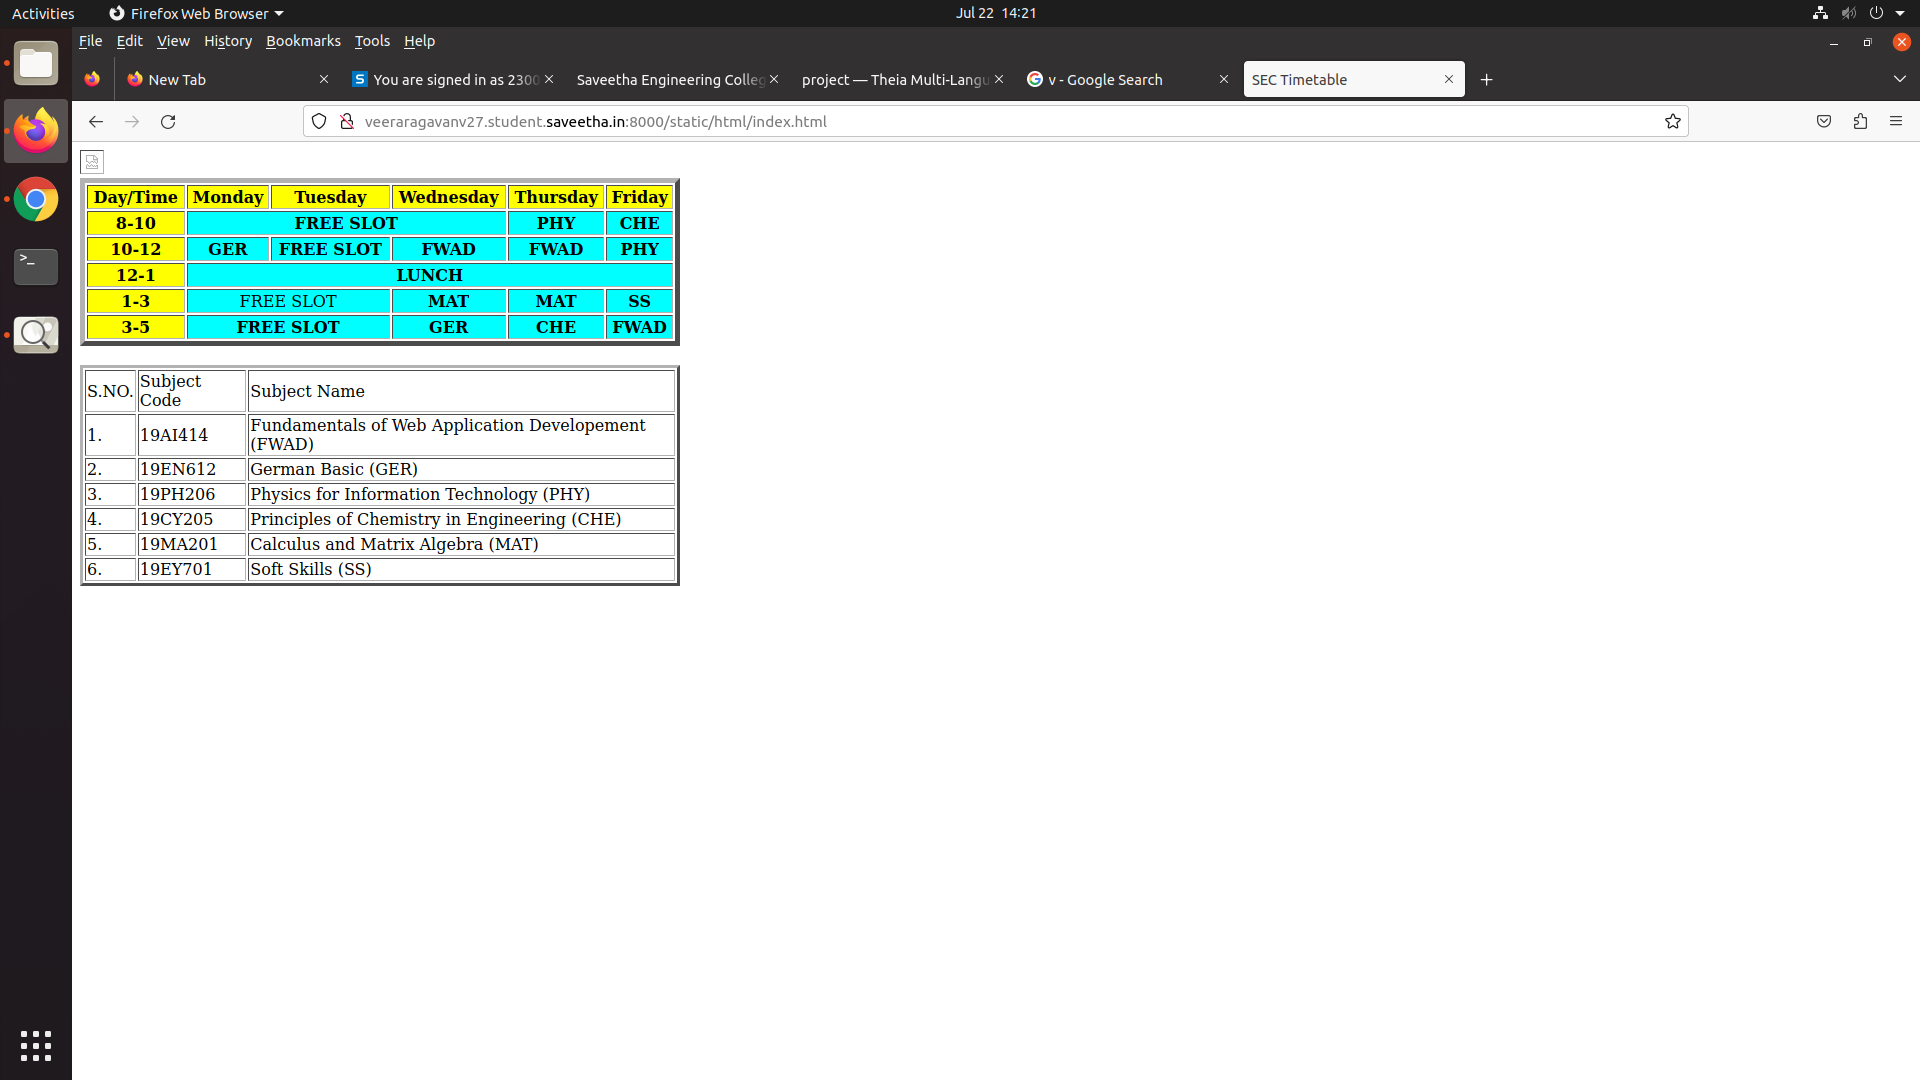 Activities Firefox Web Browser Jul 22 14:21
File Edit View History Bookmarks Tools Help
New Tab You are signed in as 2300 Saveetha Engineering Colleg project — Theia Multi-Langu v - Google Search SEC Timetable
veeraragavanv27.student.saveetha.in:8000/static/html/index.html
Day/Time Monday Tuesday Wednesday Thursday Friday
8-10 FREE SLOT PHY CHE
10-12 GER FREE SLOT FWAD FWAD PHY
12-1 LUNCH
1-3 FREE SLOT MAT MAT SS
3-5 FREE SLOT GER CHE FWAD
S.NO. Subject Code Subject Name
1. 19AI414 Fundamentals of Web Application Developement (FWAD)
2. 19EN612 German Basic (GER)
3. 19PH206 Physics for Information Technology (PHY)
4. 19CY205 Principles of Chemistry in Engineering (CHE)
5. 19MA201 Calculus and Matrix Algebra (MAT)
6. 19EY701 Soft Skills (SS)